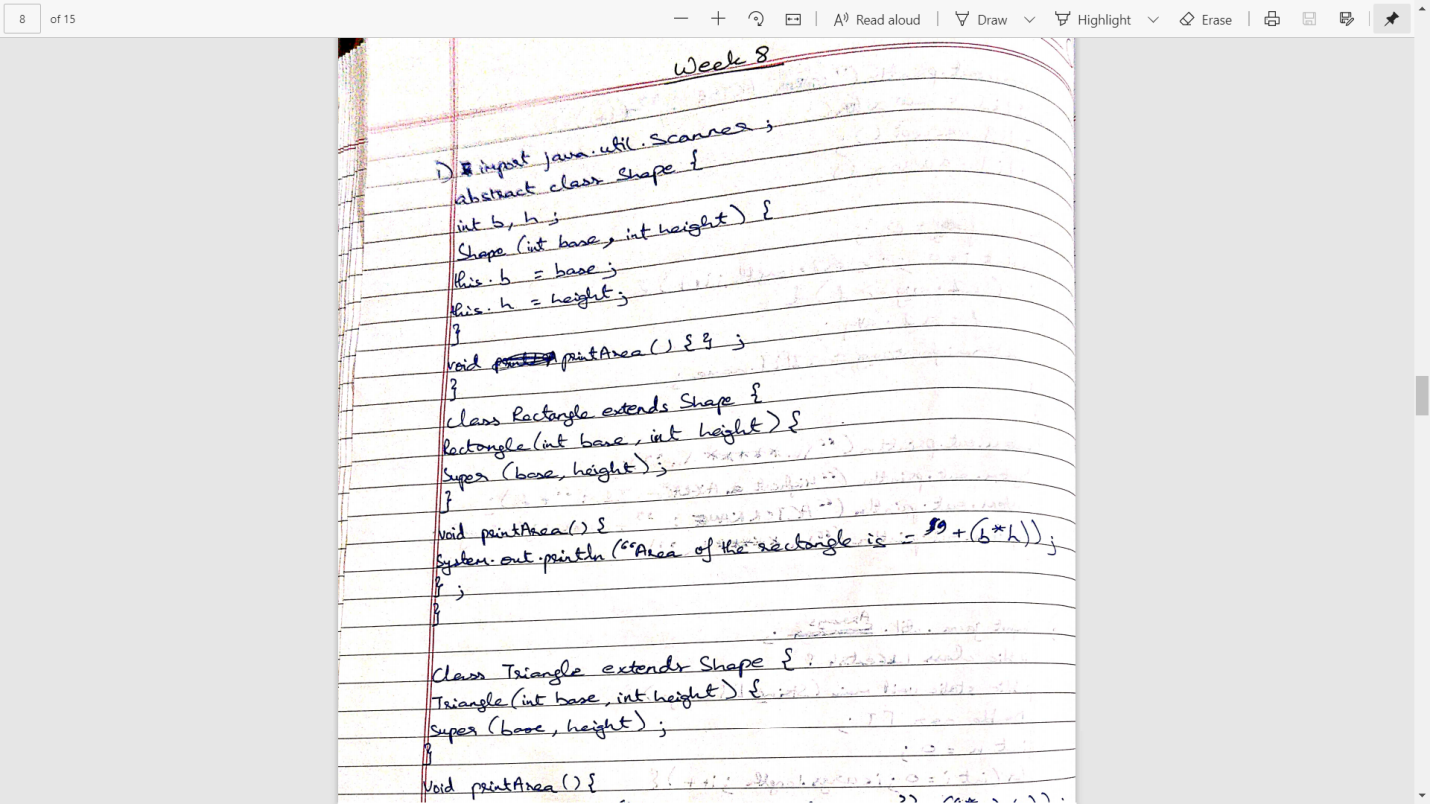 8 of 15
Read aloud Draw Highlight Erase
Week 8
1) import java.util.Scanner;
abstract class Shape {
int b, h;
Shape (int base, int height) {
this.b = base;
this.h = height;
}
void printArea() { } ;
}
class Rectangle extends Shape {
Rectangle(int base, int height) {
super (base, height);
}
void printArea() {
System.out.println (“Area of the rectangle is = ” + (b*h));
} ;
}
Class Triangle extends Shape {
Triangle (int base, int height) {
super (base, height) ;
}
void printArea() {